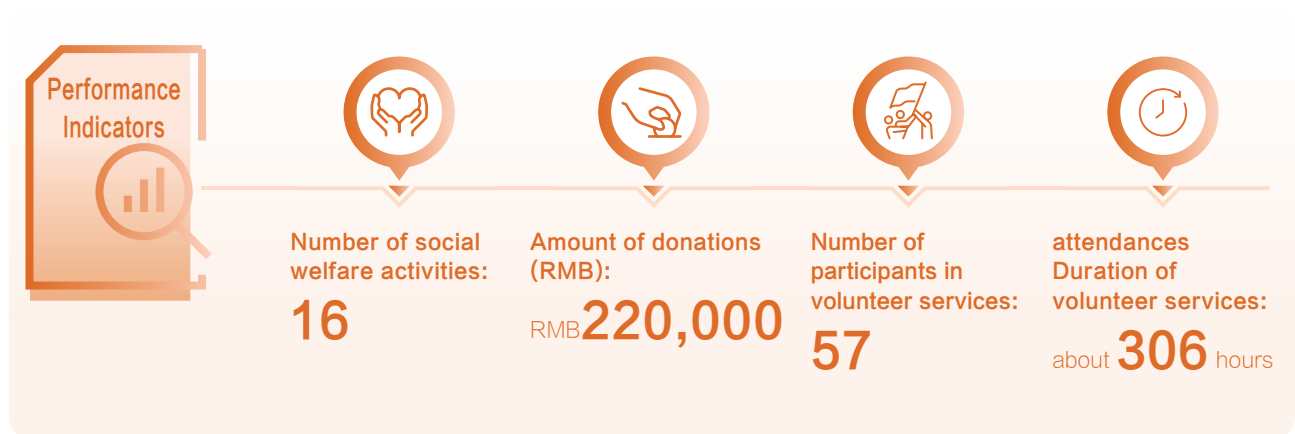 Performance
Indicators
Number of social
welfare activities:
16
Amount of donations
(RMB):
RMB220,000
Number of
participants in
volunteer services:
57
attendances
Duration of
volunteer services:
about 306 hours